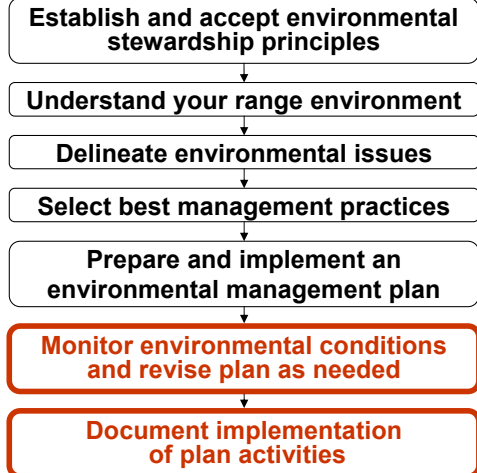 Establish and accept environmental
stewardship principles
Understand your range environment
Delineate environmental issues
Select best management practices
Prepare and implement an
environmental management plan
Monitor environmental conditions
and revise plan as needed
Document implementation
of plan activities